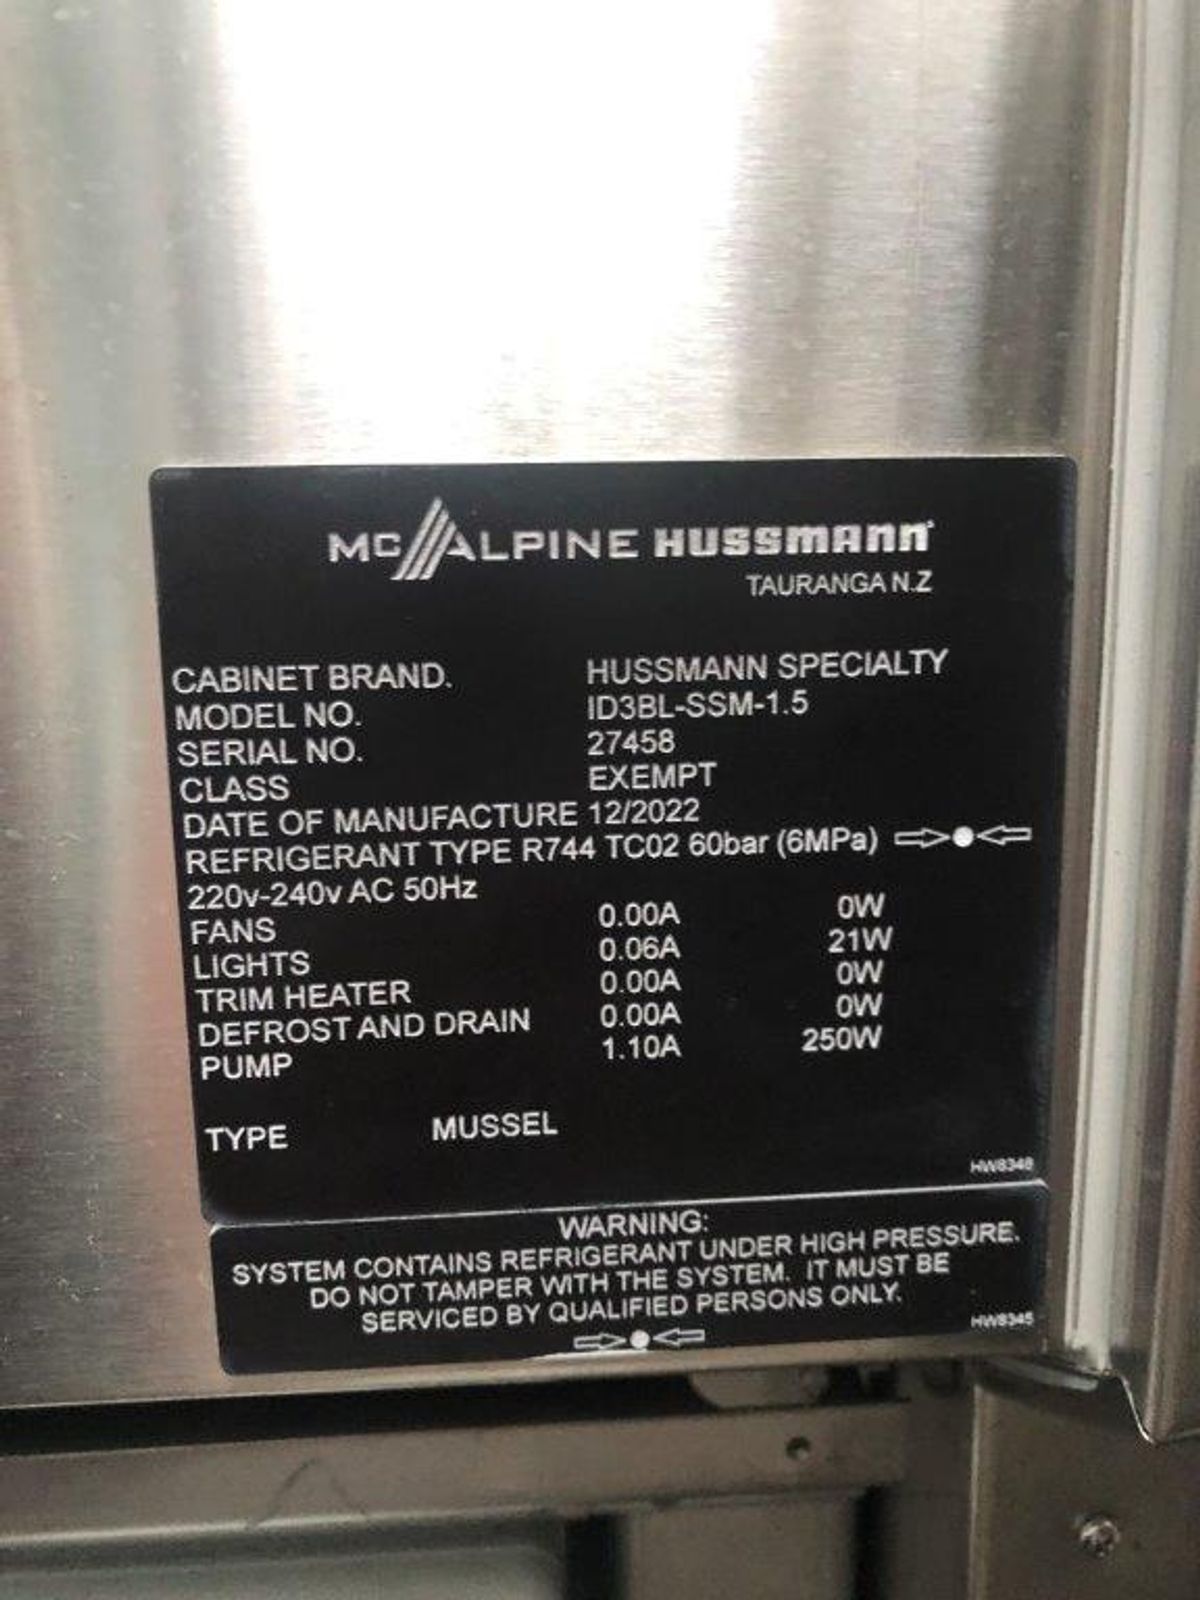 McALPINE HUSSMANN
TAURANGA N.Z
CABINET BRAND. HUSSMANN SPECIALTY
MODEL NO. ID3BL-SSM-1.5
SERIAL NO. 27458
CLASS EXEMPT
DATE OF MANUFACTURE 12/2022
REFRIGERANT TYPE R744 TC02 60bar (6MPa)
220v-240v AC 50Hz
FANS 0.00A 0W
LIGHTS 0.06A 21W
TRIM HEATER 0.00A 0W
DEFROST AND DRAIN 0.00A 0W
PUMP 1.10A 250W
TYPE MUSSEL
HW8348
WARNING:
SYSTEM CONTAINS REFRIGERANT UNDER HIGH PRESSURE.
DO NOT TAMPER WITH THE SYSTEM. IT MUST BE
SERVICED BY QUALIFIED PERSONS ONLY.
HW8345